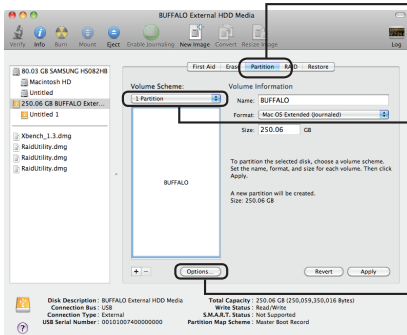 BUFFALO External HDD Media
Verify Info Burn Mount Eject Enable Journaling New Image Convert Resize Image Log
First Aid Erase Partition RAID Restore
80.03 GB SAMSUNG HS082HB
Macintosh HD
Untitled
250.06 GB BUFFALO Exter...
Untitled 1
Xbench_1.3.dmg
RaidUtility.dmg
RaidUtility.dmg
RaidUtility.dmg
Volume Scheme:
1 Partition
BUFFALO
+ −
Options...
Volume Information
Name: BUFFALO
Format: Mac OS Extended (Journaled)
Size: 250.06 GB
To partition the selected disk, choose a volume scheme.
Set the name, format, and size for each volume. Then click
Apply.
A new partition will be created.
Size: 250.06 GB
Revert Apply
Disk Description : BUFFALO External HDD Media
Connection Bus : USB
Connection Type : External
USB Serial Number : 00101007400000000
Total Capacity : 250.06 GB (250,059,350,016 Bytes)
Write Status : Read/Write
S.M.A.R.T. Status : Not Supported
Partition Map Scheme : Master Boot Record
?